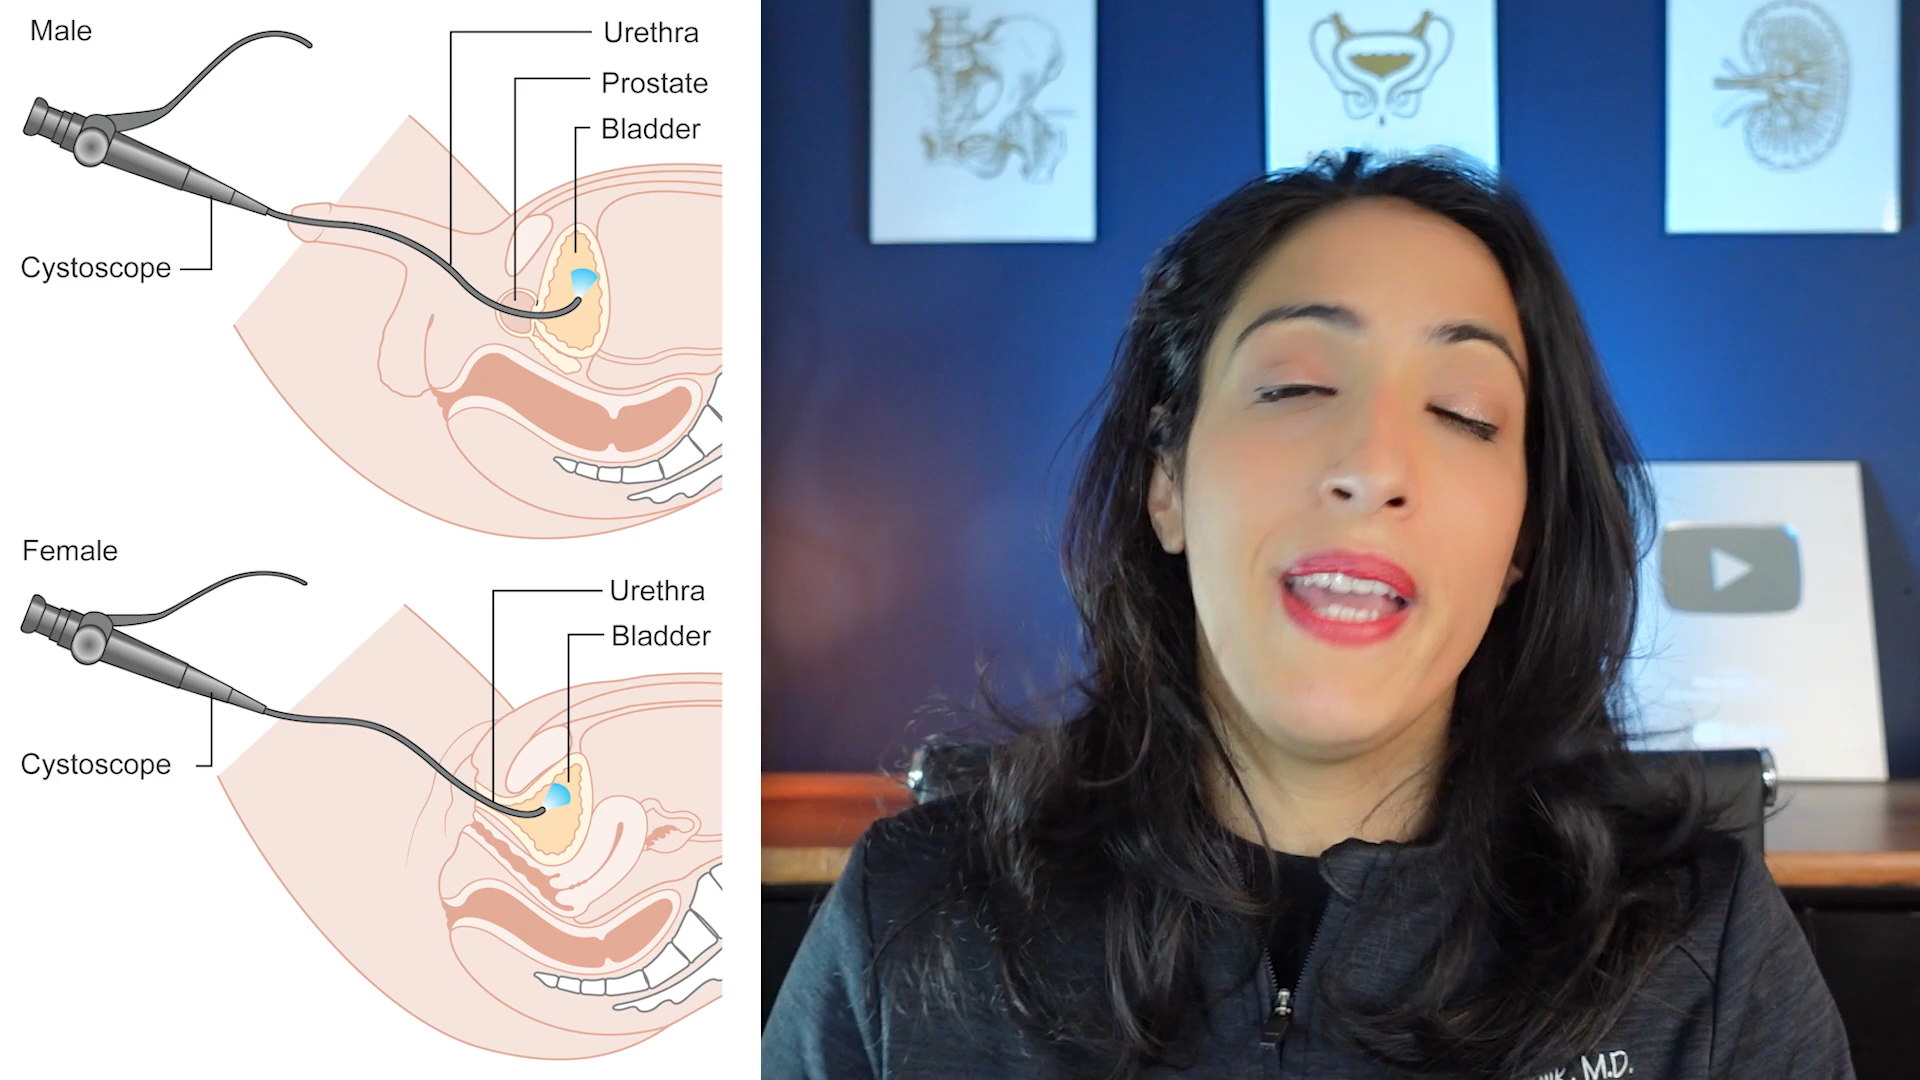 Male
Urethra
Prostate
Bladder
Cystoscope
Female
Urethra
Bladder
Cystoscope
M.D.